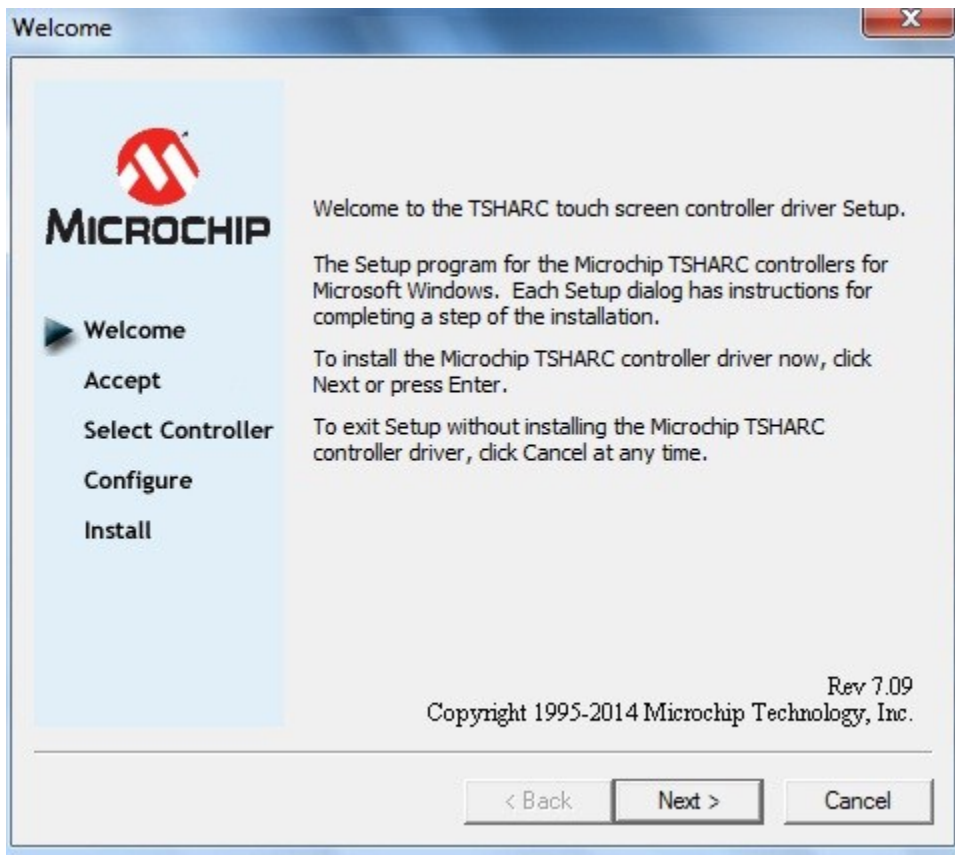 Welcome
MICROCHIP
Welcome
Accept
Select Controller
Configure
Install
Welcome to the TSHARC touch screen controller driver Setup.
The Setup program for the Microchip TSHARC controllers for
Microsoft Windows.  Each Setup dialog has instructions for
completing a step of the installation.
To install the Microchip TSHARC controller driver now, click
Next or press Enter.
To exit Setup without installing the Microchip TSHARC
controller driver, click Cancel at any time.
Rev 7.09
Copyright 1995-2014 Microchip Technology, Inc.
< Back
Next >
Cancel